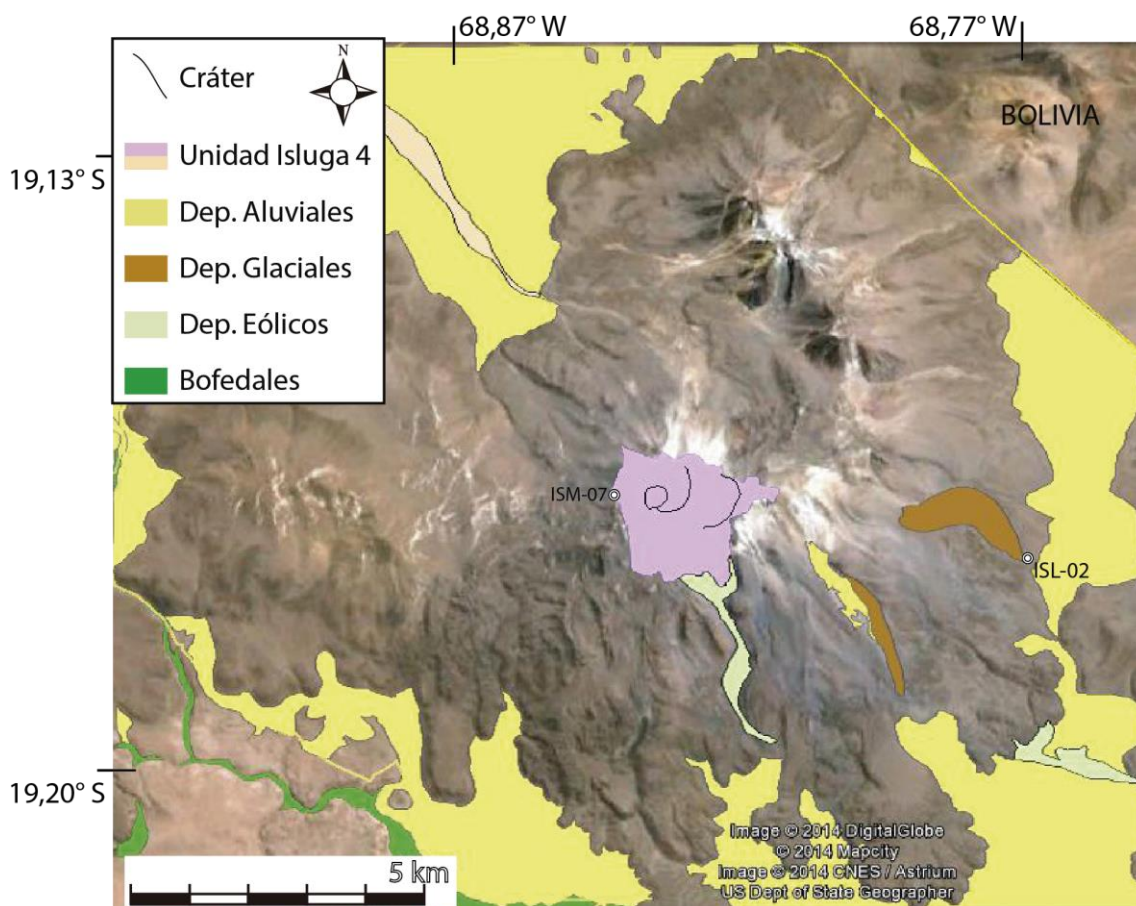 68,87° W
68,77° W
N
Cráter
Unidad Isluga 4
Dep. Aluviales
Dep. Glaciales
Dep. Eólicos
Bofedales
BOLIVIA
19,13° S
ISM-07
ISL-02
19,20° S
5 km
Image © 2014 DigitalGlobe
© 2014 Mapcity
Image © 2014 CNES / Astrium
US Dept of State Geographer